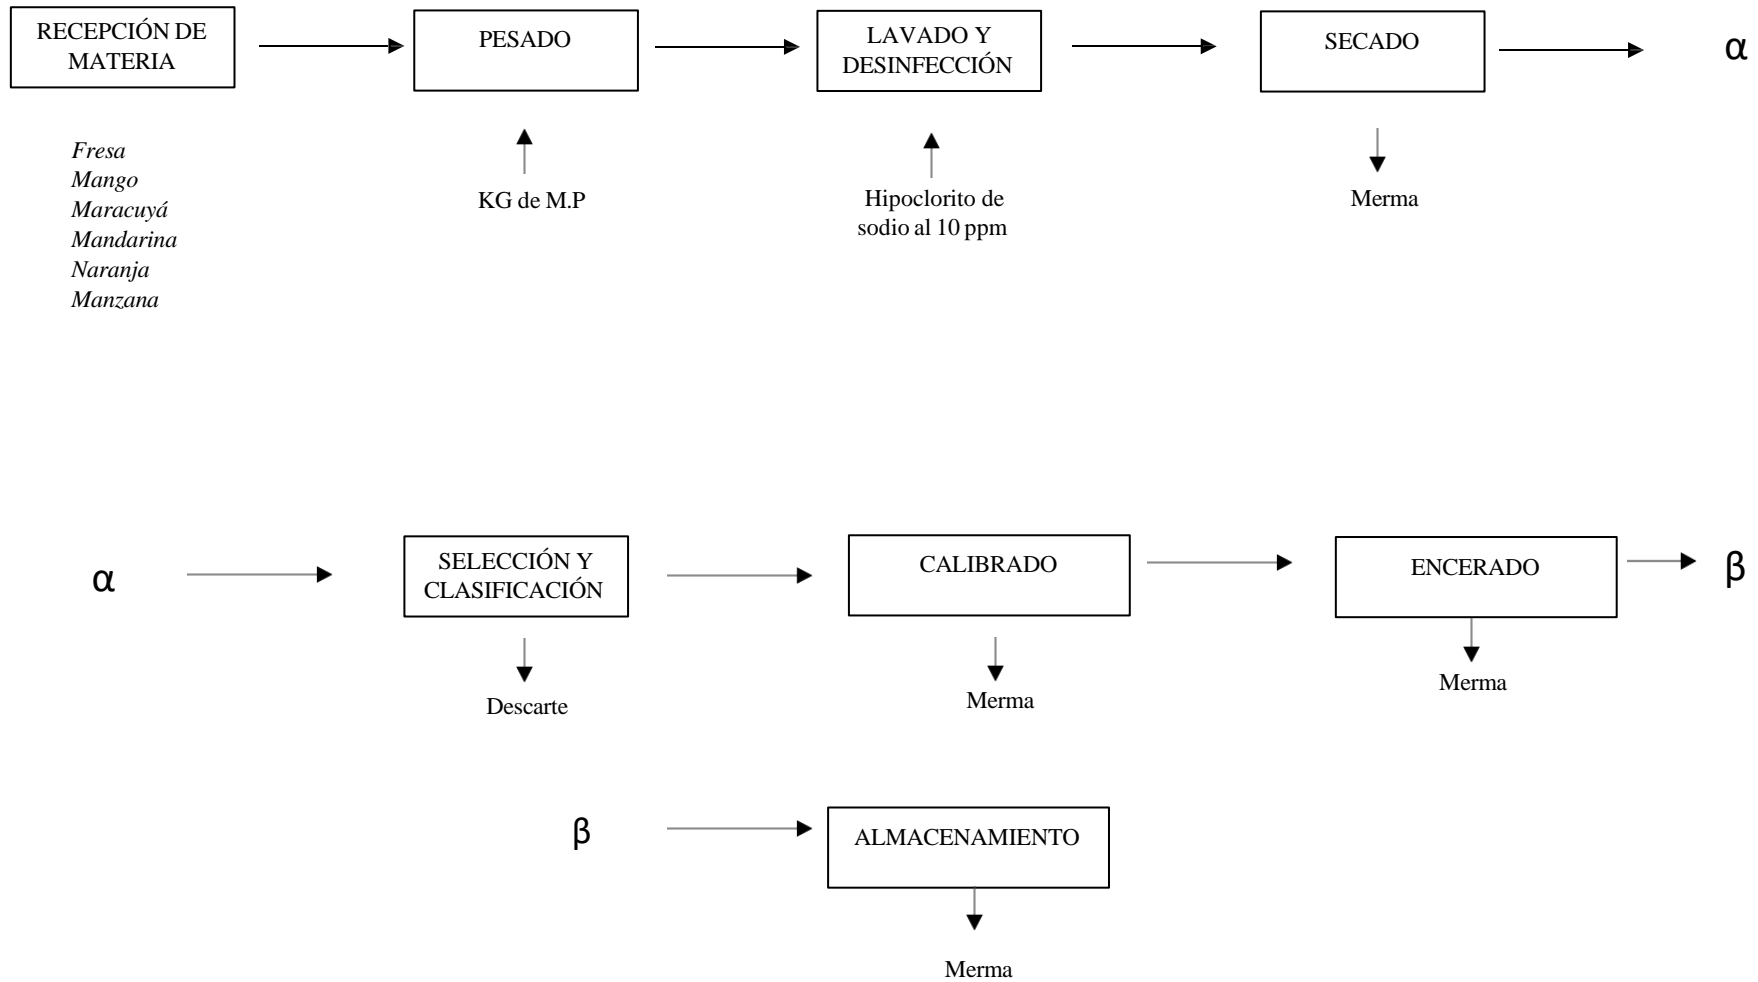 RECEPCIÓN DE
MATERIA
PESADO
LAVADO Y
DESINFECCIÓN
SECADO
α
Fresa
Mango
Maracuyá
Mandarina
Naranja
Manzana
KG de M.P
Hipoclorito de
sodio al 10 ppm
Merma
α
SELECCIÓN Y
CLASIFICACIÓN
CALIBRADO
ENCERADO
β
Descarte
Merma
Merma
β
ALMACENAMIENTO
Merma